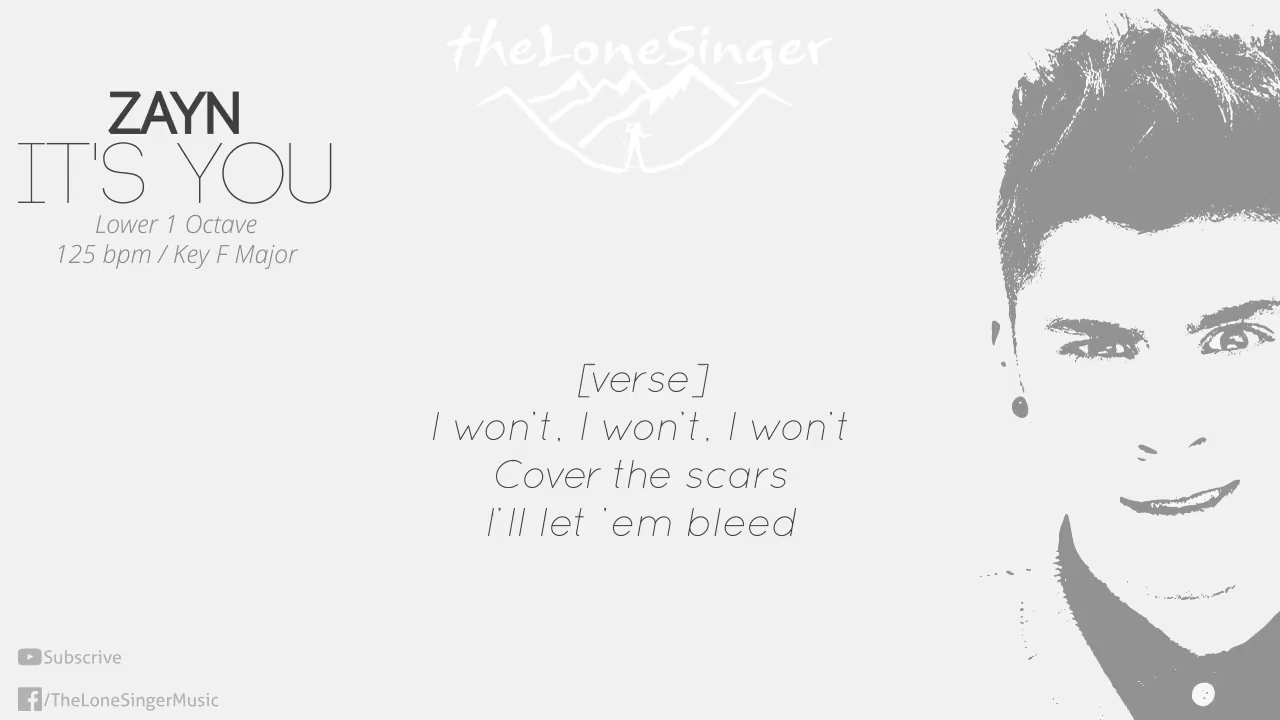 theLoneSinger
ZAYN
IT'S YOU
Lower 1 Octave
125 bpm / Key F Major
[verse]
I won't, I won't, I won't
Cover the scars
I'll let 'em bleed
Subscrive
/TheLoneSingerMusic